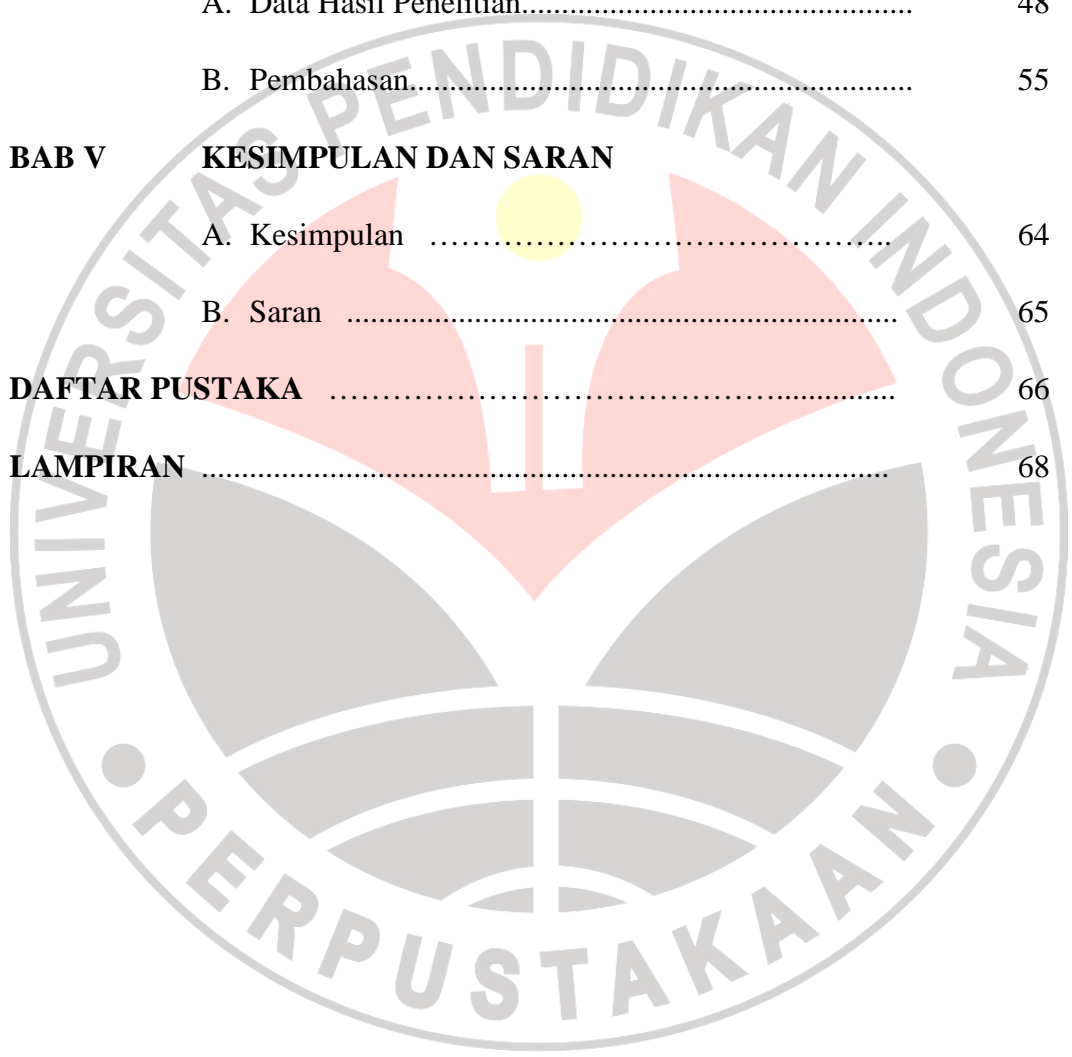 A. Data Hasil Penelitian................................................... 48
B. Pembahasan................................................................ 55
BAB V KESIMPULAN DAN SARAN
A. Kesimpulan …………………………………….. 64
B. Saran ...................................................................... 65
DAFTAR PUSTAKA ……………………………………............... 66
LAMPIRAN ....................................................................................... 68
UNIVERSITAS PENDIDIKAN INDONESIA
PERPUSTAKAAN